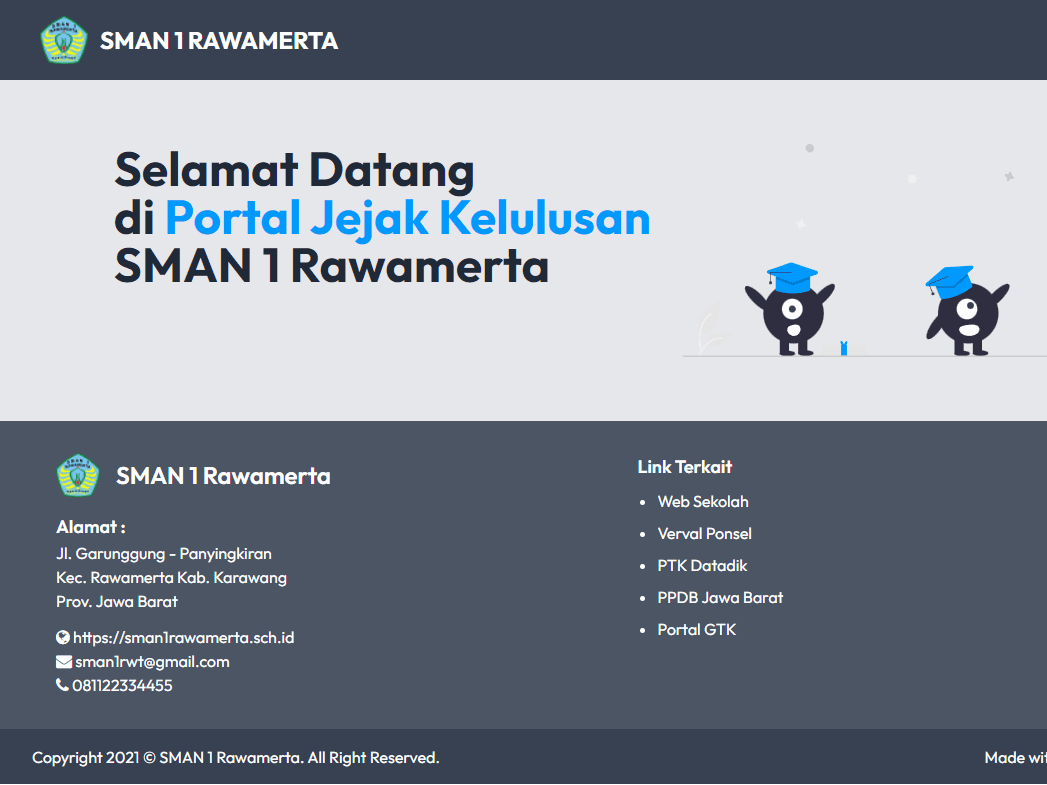 SMAN 1 RAWAMERTA
Selamat Datang
di Portal Jejak Kelulusan
SMAN 1 Rawamerta
SMAN 1 Rawamerta
Alamat :
Jl. Garunggung - Panyingkiran
Kec. Rawamerta Kab. Karawang
Prov. Jawa Barat
https://sman1rawamerta.sch.id
sman1rwt@gmail.com
081122334455
Link Terkait
• Web Sekolah
• Verval Ponsel
• PTK Datadik
• PPDB Jawa Barat
• Portal GTK
Copyright 2021 © SMAN 1 Rawamerta. All Right Reserved.
Made